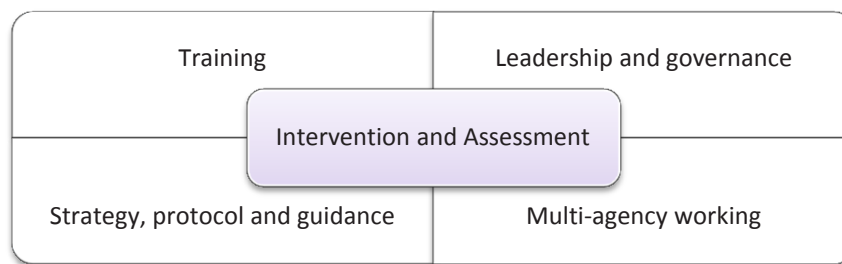 Training
Leadership and governance
Intervention and Assessment
Strategy, protocol and guidance
Multi-agency working